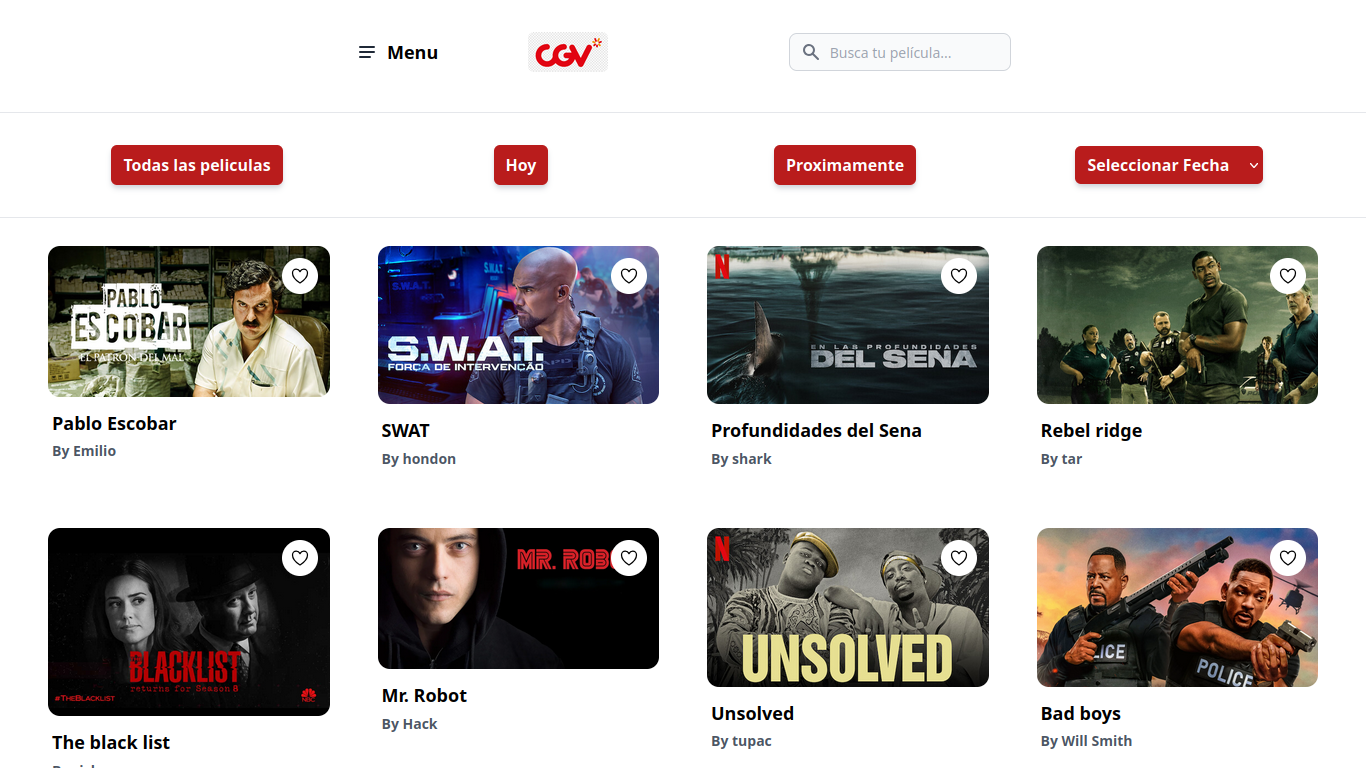 Menu
CGV
Busca tu película...
Todas las peliculas
Hoy
Proximamente
Seleccionar Fecha
PABLO
ESCOBAR
EL PATRÓN DEL MAL
S.W.A.T.
S.W.A.T.
FORÇA DE INTERVENÇÃO
N
EN LAS PROFUNDIDADES
DEL SENA
Pablo Escobar
By Emilio
SWAT
By hondon
Profundidades del Sena
By shark
Rebel ridge
By tar
BLACKLIST
returns for Season 8
#THEBLACKLIST
NBC
MR. ROB
N
UNSOLVED
POLICE
The black list
Mr. Robot
By Hack
Unsolved
By tupac
Bad boys
By Will Smith